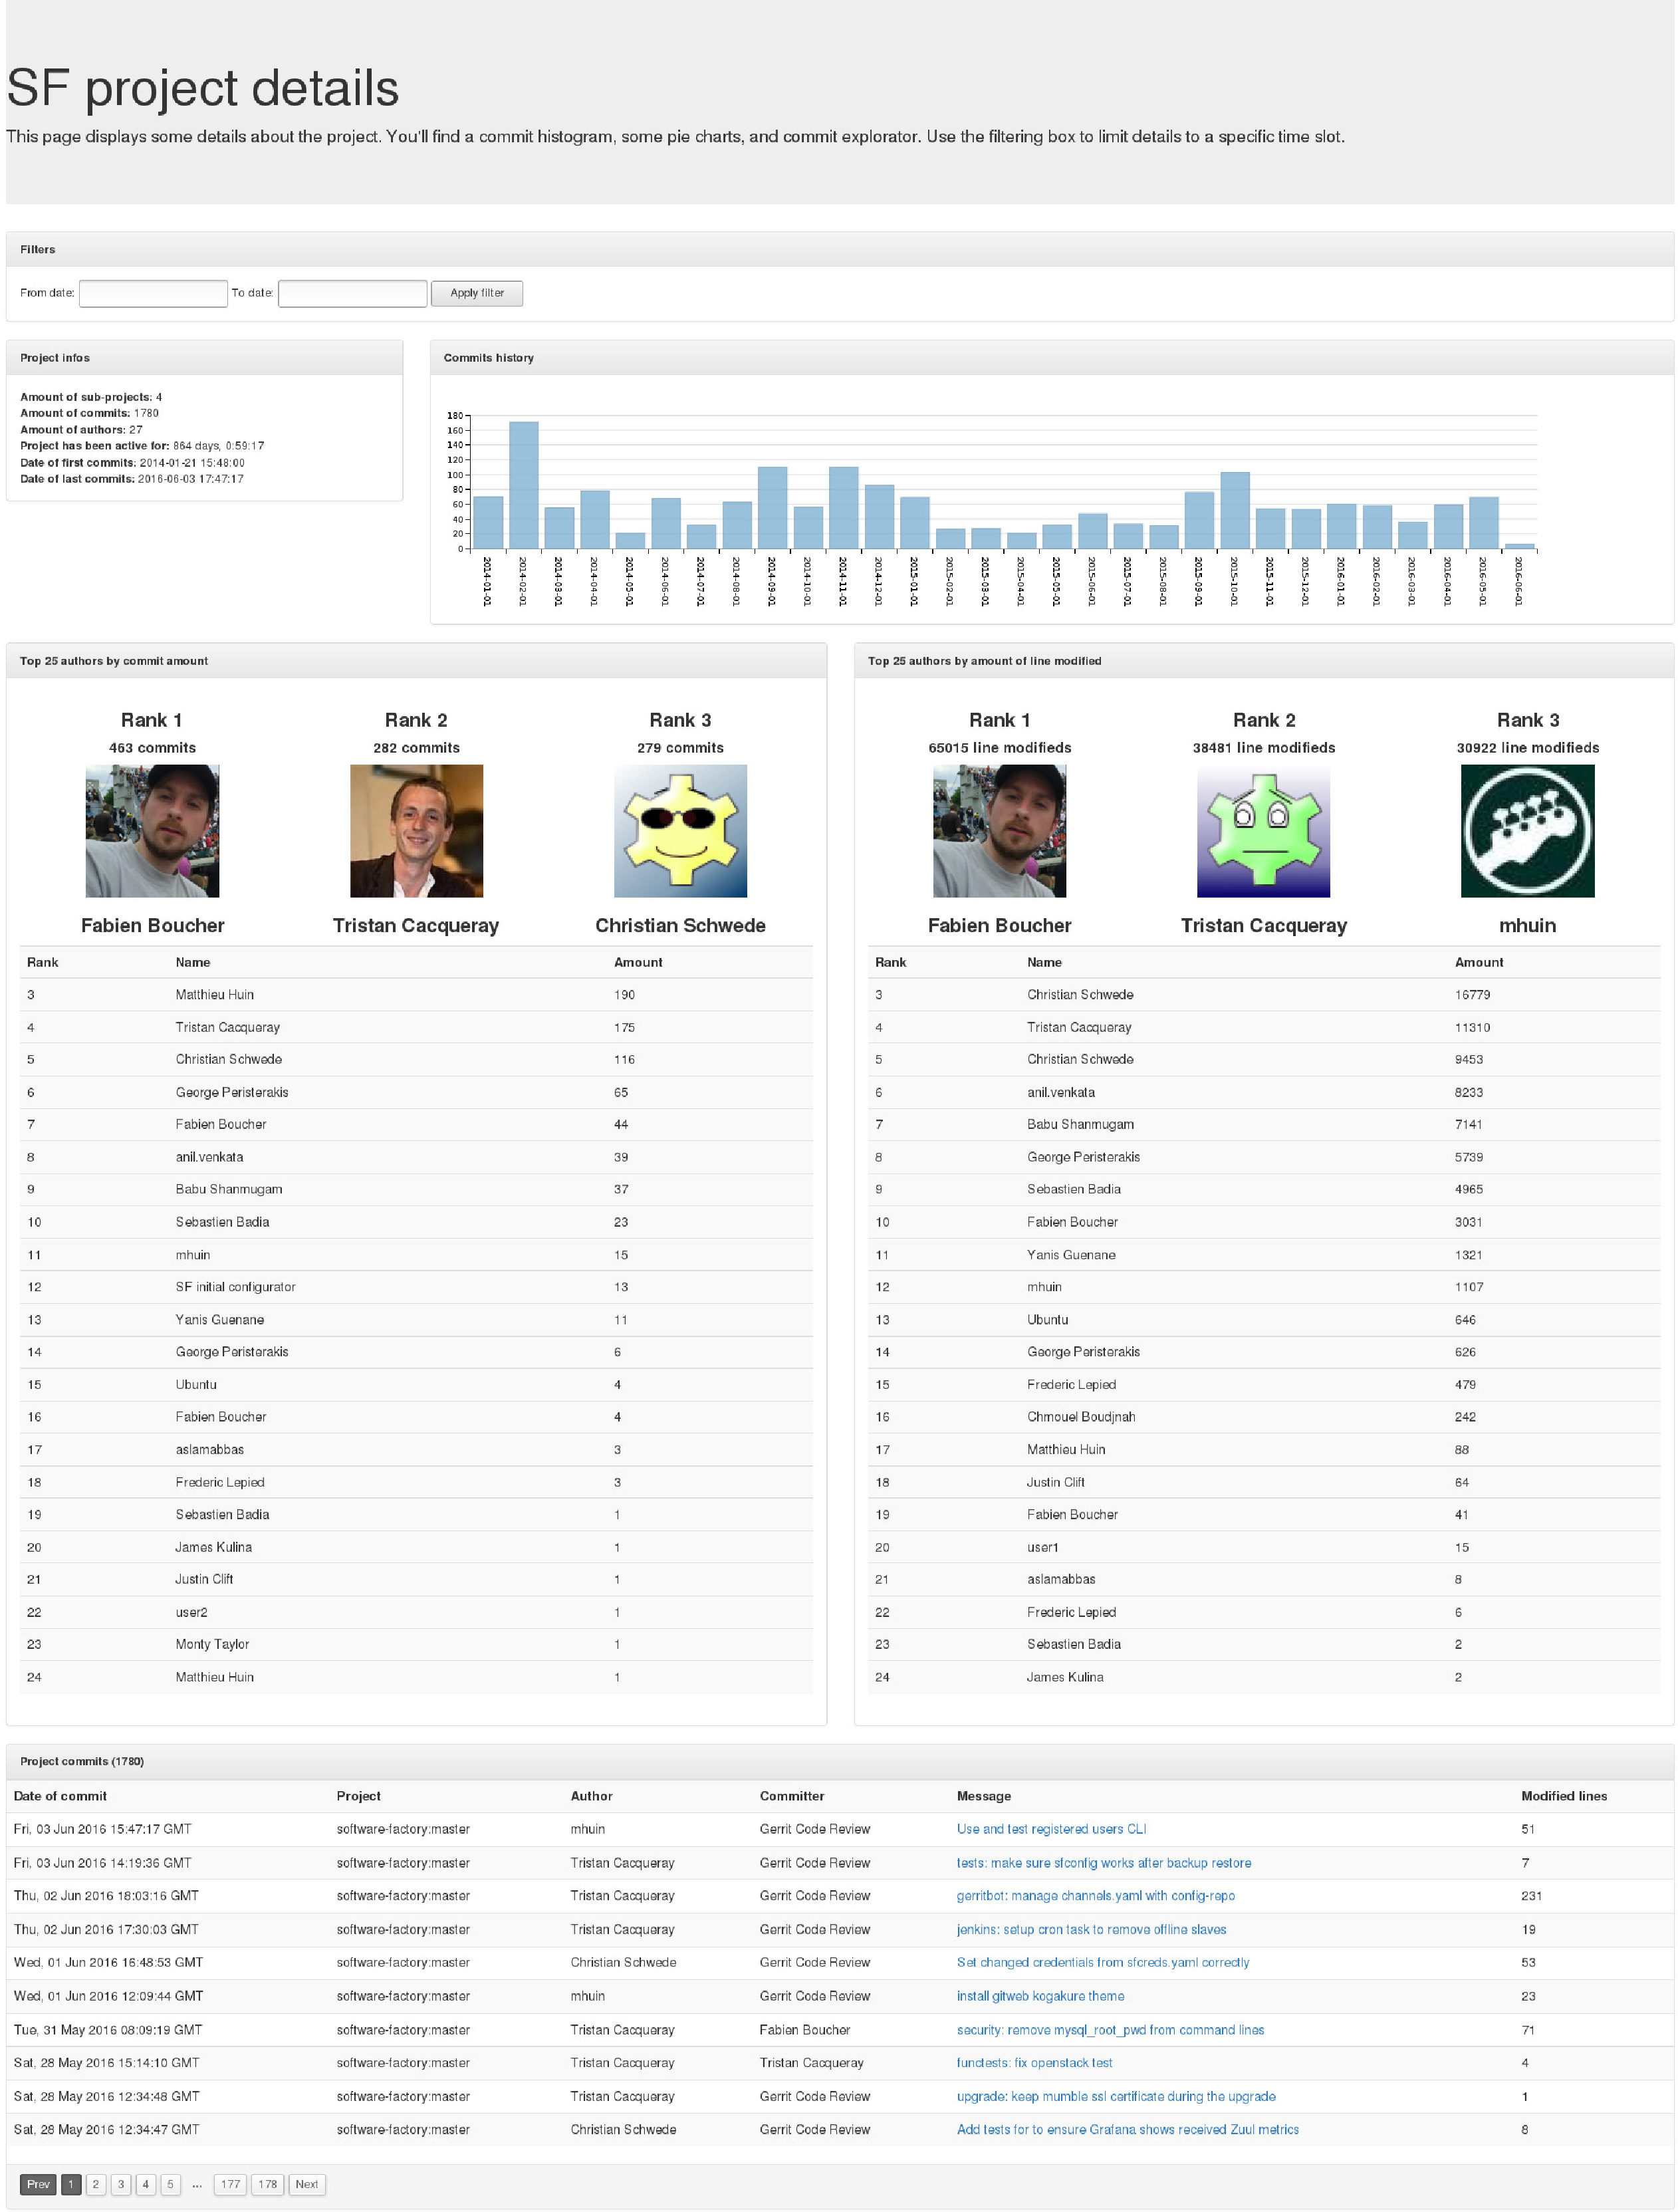 SF project details
This page displays some details about the project. You'll find a commit histogram, some pie charts, and commit explorator. Use the filtering box to limit details to a specific time slot.
Filters
From date: To date: Apply filter
Project infos
Amount of sub-projects: 4
Amount of commits: 1780
Amount of authors: 27
Project has been active for: 864 days, 0:59:17
Date of first commits: 2014-01-21 15:48:00
Date of last commits: 2016-06-03 17:47:17
Commits history
180
160
140
120
100
80
60
40
20
0
2014-01-01
2014-02-01
2014-03-01
2014-04-01
2014-05-01
2014-06-01
2014-07-01
2014-08-01
2014-09-01
2014-10-01
2014-11-01
2014-12-01
2015-01-01
2015-02-01
2015-03-01
2015-04-01
2015-05-01
2015-06-01
2015-07-01
2015-08-01
2015-09-01
2015-10-01
2015-11-01
2015-12-01
2016-01-01
2016-02-01
2016-03-01
2016-04-01
2016-05-01
2016-06-01
Top 25 authors by commit amount
Rank 1 Rank 2 Rank 3
463 commits 282 commits 279 commits
Fabien Boucher Tristan Cacqueray Christian Schwede
Rank Name Amount
3 Matthieu Huin 190
4 Tristan Cacqueray 175
5 Christian Schwede 116
6 George Peristerakis 65
7 Fabien Boucher 44
8 anil.venkata 39
9 Babu Shanmugam 37
10 Sebastien Badia 23
11 mhuin 15
12 SF initial configurator 13
13 Yanis Guenane 11
14 George Peristerakis 6
15 Ubuntu 4
16 Fabien Boucher 4
17 aslamabbas 3
18 Frederic Lepied 3
19 Sebastien Badia 1
20 James Kulina 1
21 Justin Clift 1
22 user2 1
23 Monty Taylor 1
24 Matthieu Huin 1
Top 25 authors by amount of line modified
Rank 1 Rank 2 Rank 3
65015 line modifieds 38481 line modifieds 30922 line modifieds
Fabien Boucher Tristan Cacqueray mhuin
Rank Name Amount
3 Christian Schwede 16779
4 Tristan Cacqueray 11310
5 Christian Schwede 9453
6 anil.venkata 8233
7 Babu Shanmugam 7141
8 George Peristerakis 5739
9 Sebastien Badia 4965
10 Fabien Boucher 3031
11 Yanis Guenane 1321
12 mhuin 1107
13 Ubuntu 646
14 George Peristerakis 626
15 Frederic Lepied 479
16 Chmouel Boudjnah 242
17 Matthieu Huin 88
18 Justin Clift 64
19 Fabien Boucher 41
20 user1 15
21 aslamabbas 8
22 Frederic Lepied 6
23 Sebastien Badia 2
24 James Kulina 2
Project commits (1780)
Date of commit Project Author Committer Message Modified lines
Fri, 03 Jun 2016 15:47:17 GMT software-factory:master mhuin Gerrit Code Review Use and test registered users CLI 51
Fri, 03 Jun 2016 14:19:36 GMT software-factory:master Tristan Cacqueray Gerrit Code Review tests: make sure sfconfig works after backup restore 7
Thu, 02 Jun 2016 18:03:16 GMT software-factory:master Tristan Cacqueray Gerrit Code Review gerritbot: manage channels.yaml with config-repo 231
Thu, 02 Jun 2016 17:30:03 GMT software-factory:master Tristan Cacqueray Gerrit Code Review jenkins: setup cron task to remove offline slaves 19
Wed, 01 Jun 2016 16:48:53 GMT software-factory:master Christian Schwede Gerrit Code Review Set changed credentials from sfcreds.yaml correctly 53
Wed, 01 Jun 2016 12:09:44 GMT software-factory:master mhuin Gerrit Code Review install gitweb kogakure theme 23
Tue, 31 May 2016 08:09:19 GMT software-factory:master Tristan Cacqueray Fabien Boucher security: remove mysql_root_pwd from command lines 71
Sat, 28 May 2016 15:14:10 GMT software-factory:master Tristan Cacqueray Tristan Cacqueray functests: fix openstack test 4
Sat, 28 May 2016 12:34:48 GMT software-factory:master Tristan Cacqueray Gerrit Code Review upgrade: keep mumble ssl certificate during the upgrade 1
Sat, 28 May 2016 12:34:47 GMT software-factory:master Christian Schwede Gerrit Code Review Add tests for to ensure Grafana shows received Zuul metrics 8
Prev 1 2 3 4 5 ... 177 178 Next